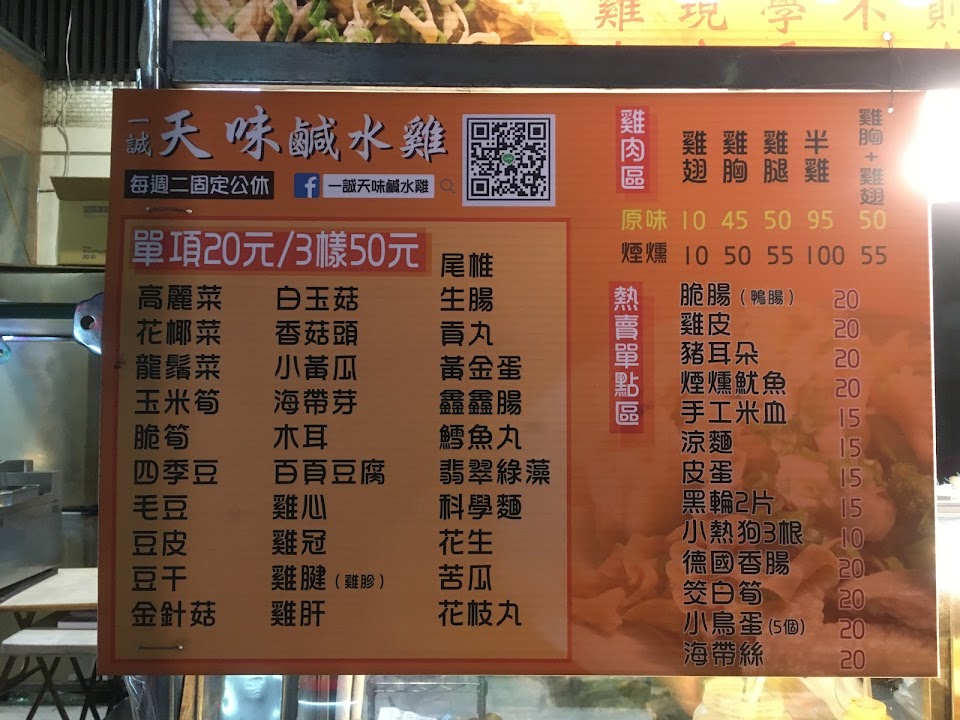 雞現學不
一誠 天味鹹水雞
每週二固定公休
一誠天味鹹水雞
單項20元/3樣50元
高麗菜
花椰菜
龍鬚菜
玉米筍
脆筍
四季豆
毛豆
豆皮
豆干
金針菇
白玉菇
香菇頭
小黃瓜
海帶芽
木耳
百頁豆腐
雞心
雞冠
雞腱(雞胗)
雞肝
尾椎
生腸
貢丸
黃金蛋
鑫鑫腸
鱈魚丸
翡翠綠藻
科學麵
花生
苦瓜
花枝丸
雞肉區
雞翅 雞胸 雞腿 半雞 雞胸+雞翅
原味 10 45 50 95 50
煙燻 10 50 55 100 55
熱賣單點區
脆腸(鴨腸) 20
雞皮 20
豬耳朵 20
煙燻魷魚 20
手工米血 15
涼麵 15
皮蛋 15
黑輪2片 15
小熱狗3根 10
德國香腸 20
筊白筍 20
小鳥蛋(5個) 20
海帶絲 20